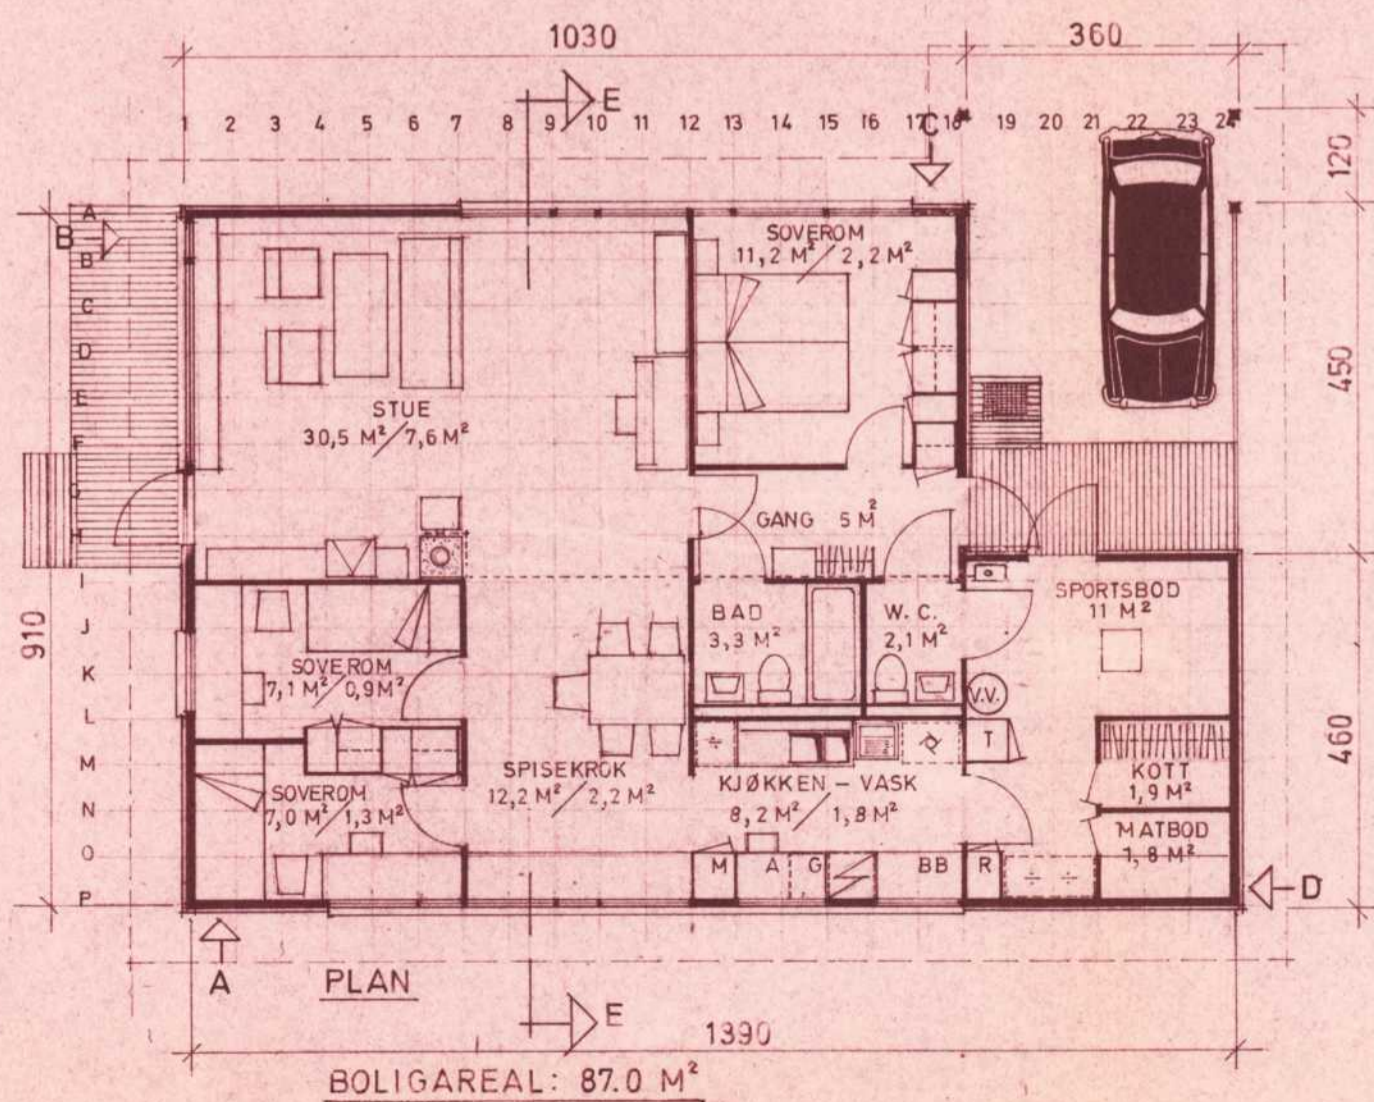 1030
360
E
1 2 3 4 5 6 7 8 9 10 11 12 13 14 15 16 17 18 19 20 21 22 23 24
C
120
A
B
B
C
D
E
F
G
H
I
J
K
L
M
N
O
P
910
450
460
SOVEROM
11,2 M² / 2,2 M²
STUE
30,5 M² / 7,6 M²
GANG 5 M²
BAD
3,3 M²
W.C.
2,1 M²
SPORTSBOD
11 M²
SOVEROM
7,1 M² / 0,9 M²
V.V.
T
SPISEKROK
12,2 M² / 2,2 M²
KJØKKEN – VASK
8,2 M² / 1,8 M²
KOTT
1,9 M²
SOVEROM
7,0 M² / 1,3 M²
MATBOD
1,8 M²
M A G BB R
D
A
PLAN
E
1390
BOLIGAREAL: 87.0 M²